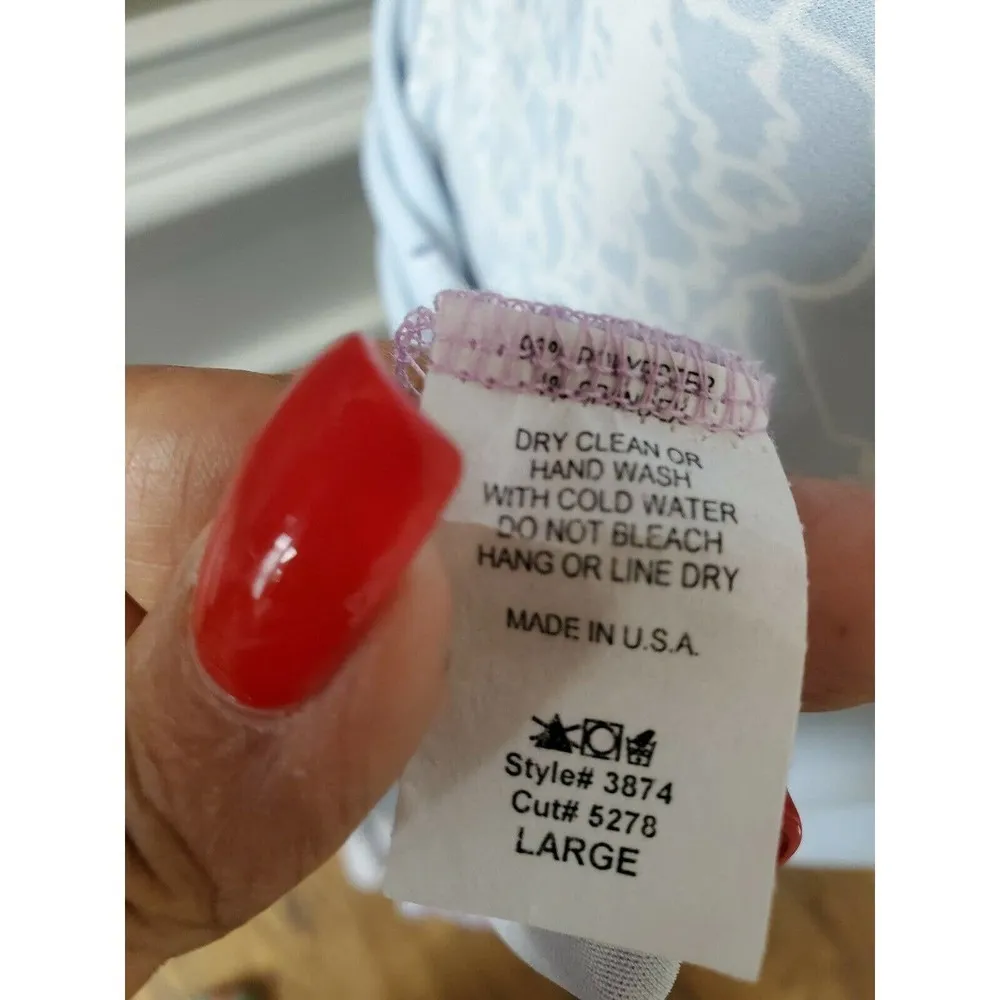 POLYESTER
DRY CLEAN OR
HAND WASH
WITH COLD WATER
DO NOT BLEACH
HANG OR LINE DRY
MADE IN U.S.A.
Style# 3874
Cut# 5278
LARGE